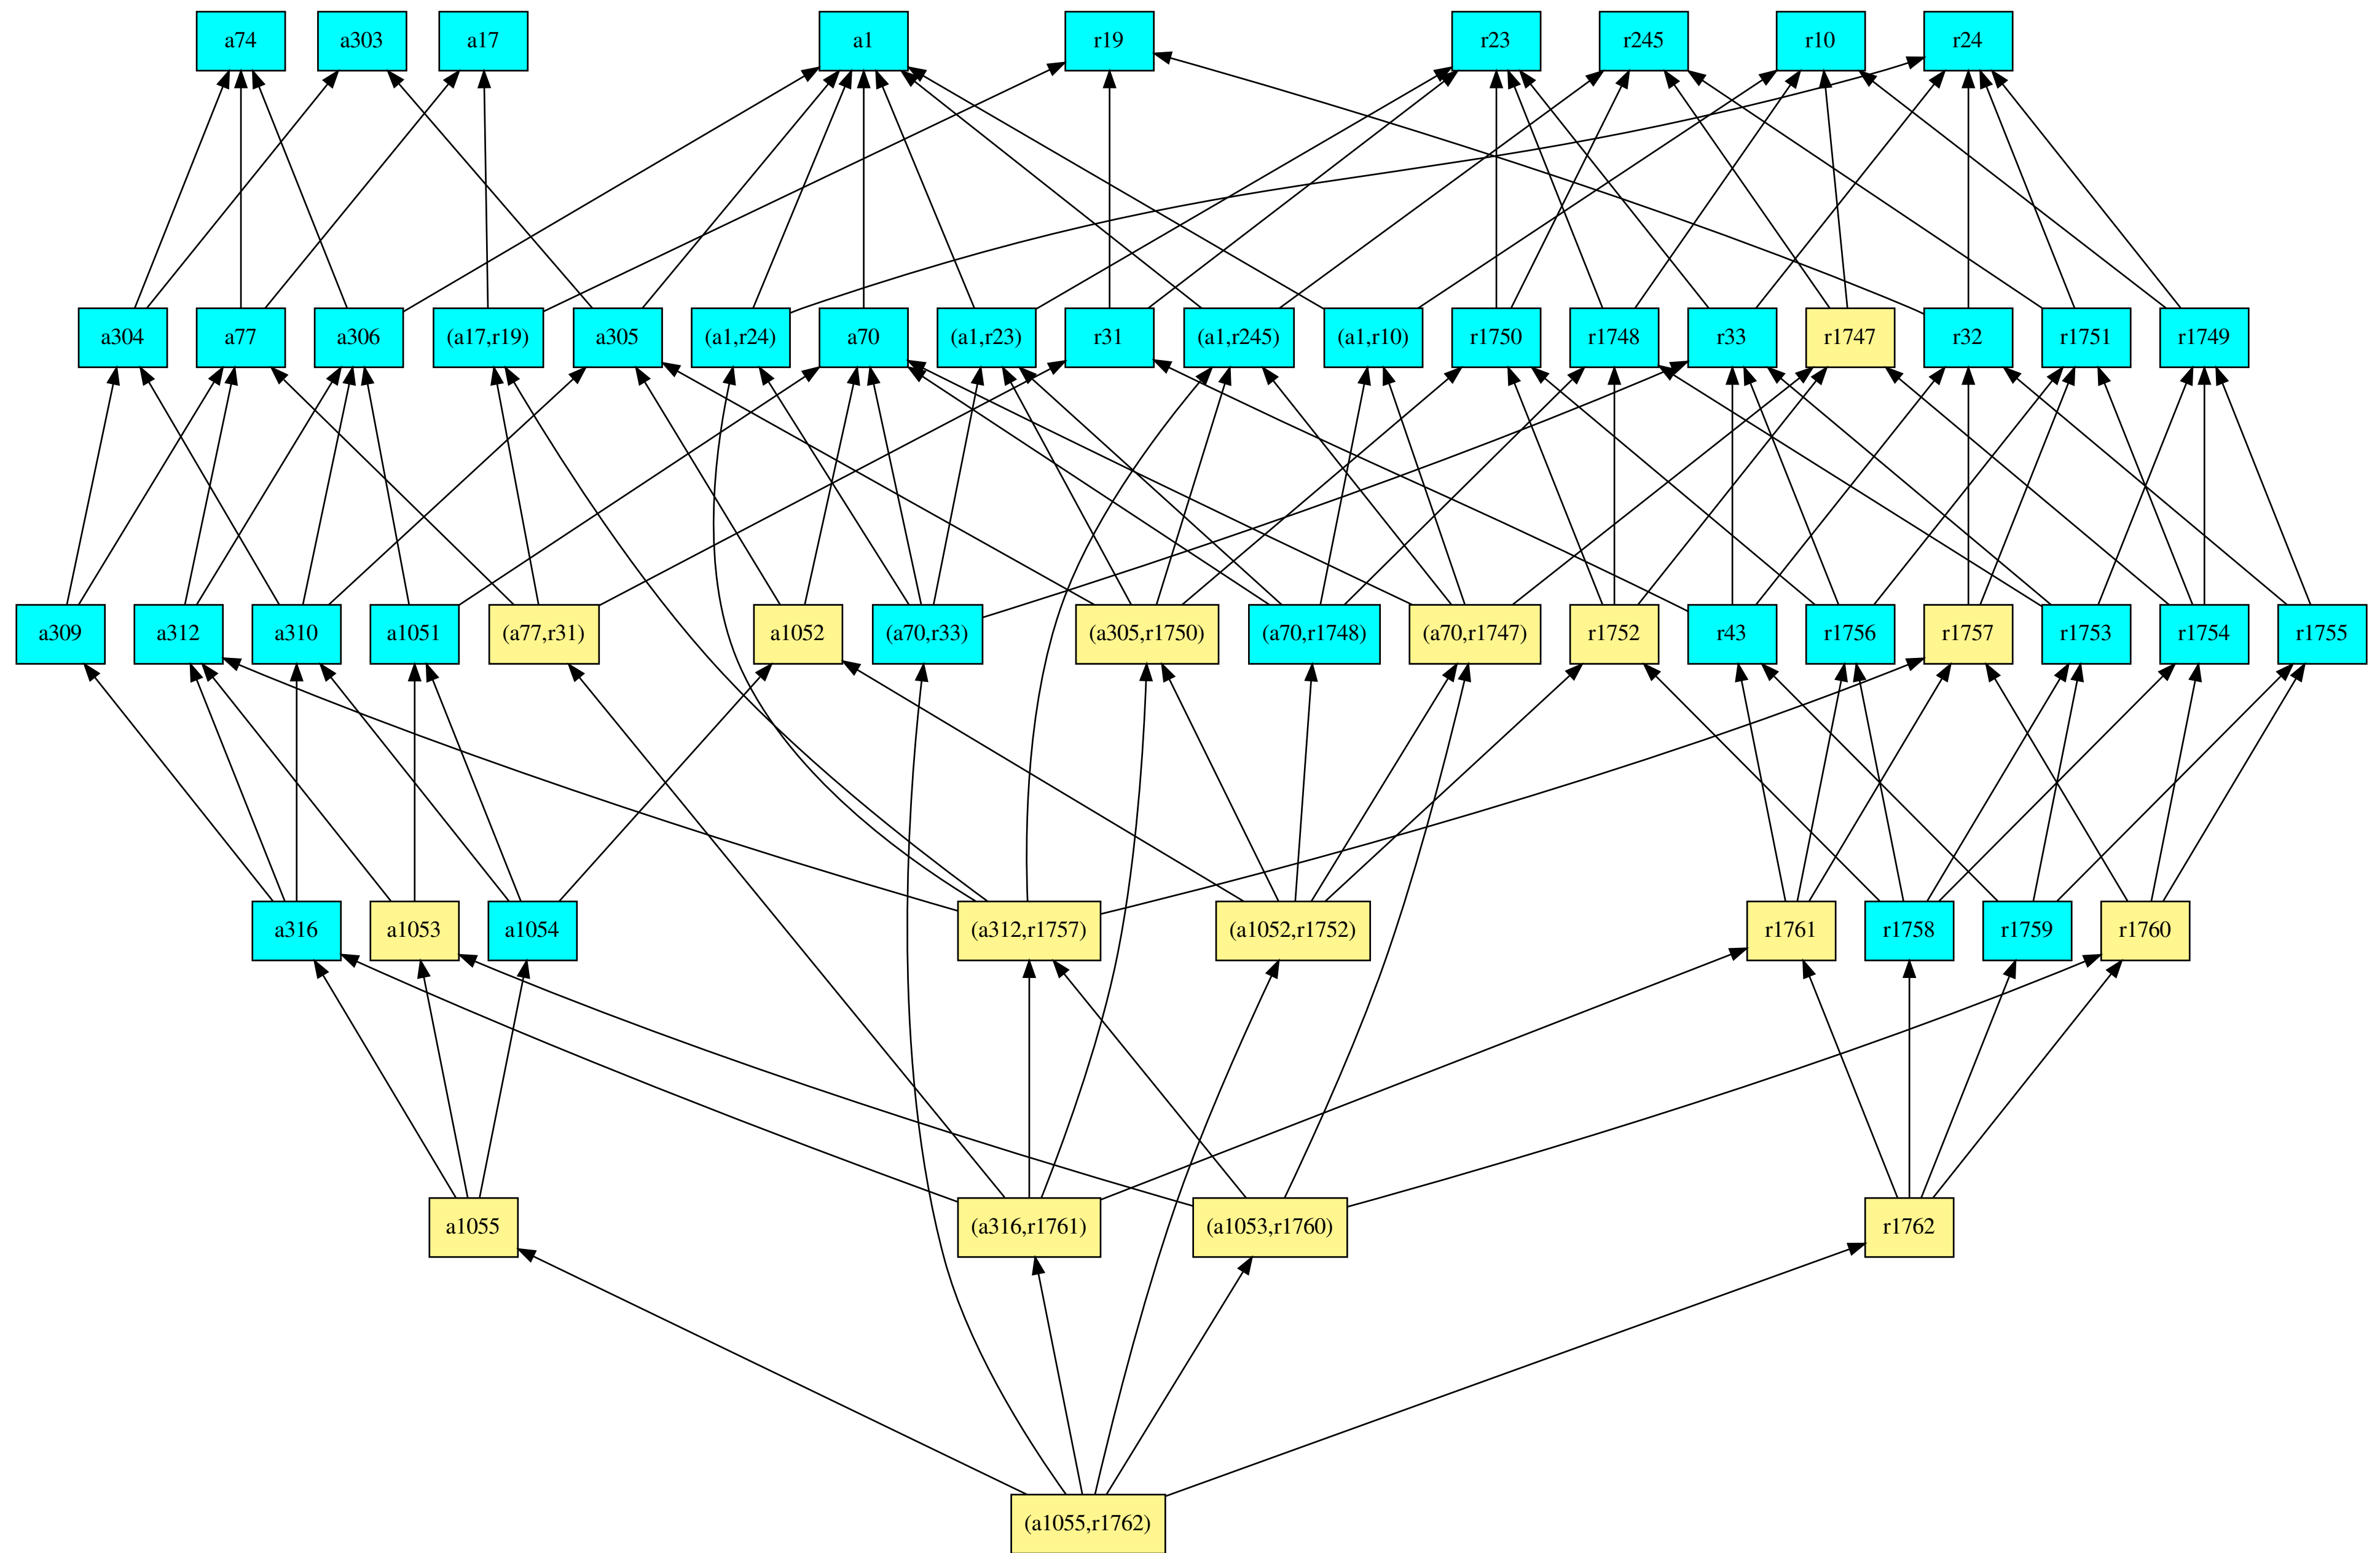 a74 a303 a17 a1 r19 r23 r245 r10 r24
a304 a77 a306 (a17,r19) a305 (a1,r24) a70 (a1,r23) r31 (a1,r245) (a1,r10) r1750 r1748 r33 r1747 r32 r1751 r1749
a309 a312 a310 a1051 (a77,r31) a1052 (a70,r33) (a305,r1750) (a70,r1748) (a70,r1747) r1752 r43 r1756 r1757 r1753 r1754 r1755
a316 a1053 a1054 (a312,r1757) (a1052,r1752) r1761 r1758 r1759 r1760
a1055 (a316,r1761) (a1053,r1760) r1762
(a1055,r1762)